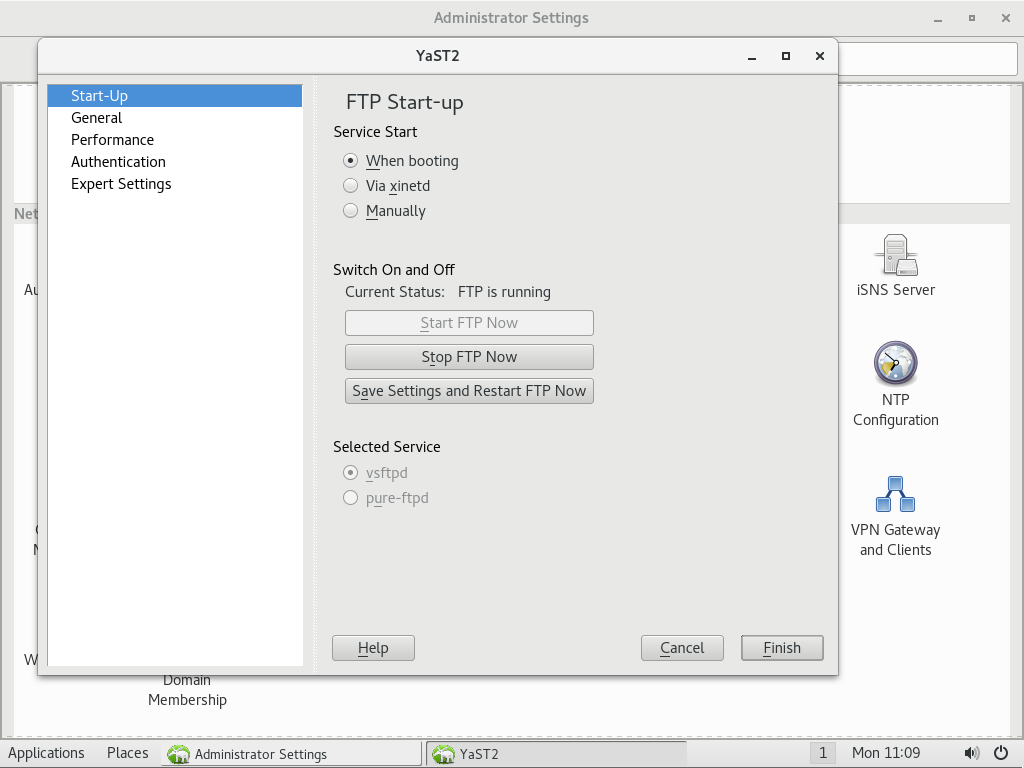 Administrator Settings
YaST2
Start-Up
General
Performance
Authentication
Expert Settings
FTP Start-up
Service Start
When booting
Via xinetd
Manually
Switch On and Off
Current Status: FTP is running
Start FTP Now
Stop FTP Now
Save Settings and Restart FTP Now
Selected Service
vsftpd
pure-ftpd
Help
Cancel
Finish
iSNS Server
NTP
Configuration
VPN Gateway
and Clients
Domain
Membership
Applications
Places
Administrator Settings
YaST2
1
Mon 11:09